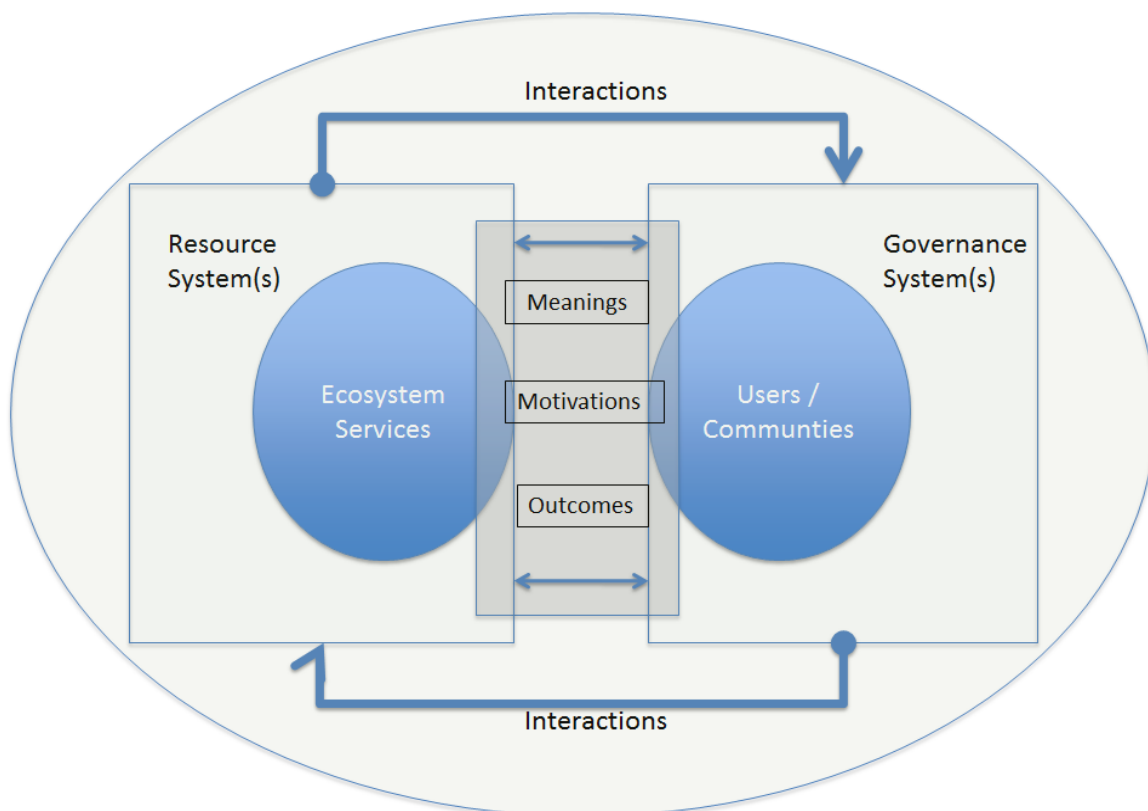 Interactions
Resource
System(s)
Governance
System(s)
Meanings
Ecosystem
Services
Motivations
Users /
Communties
Outcomes
Interactions